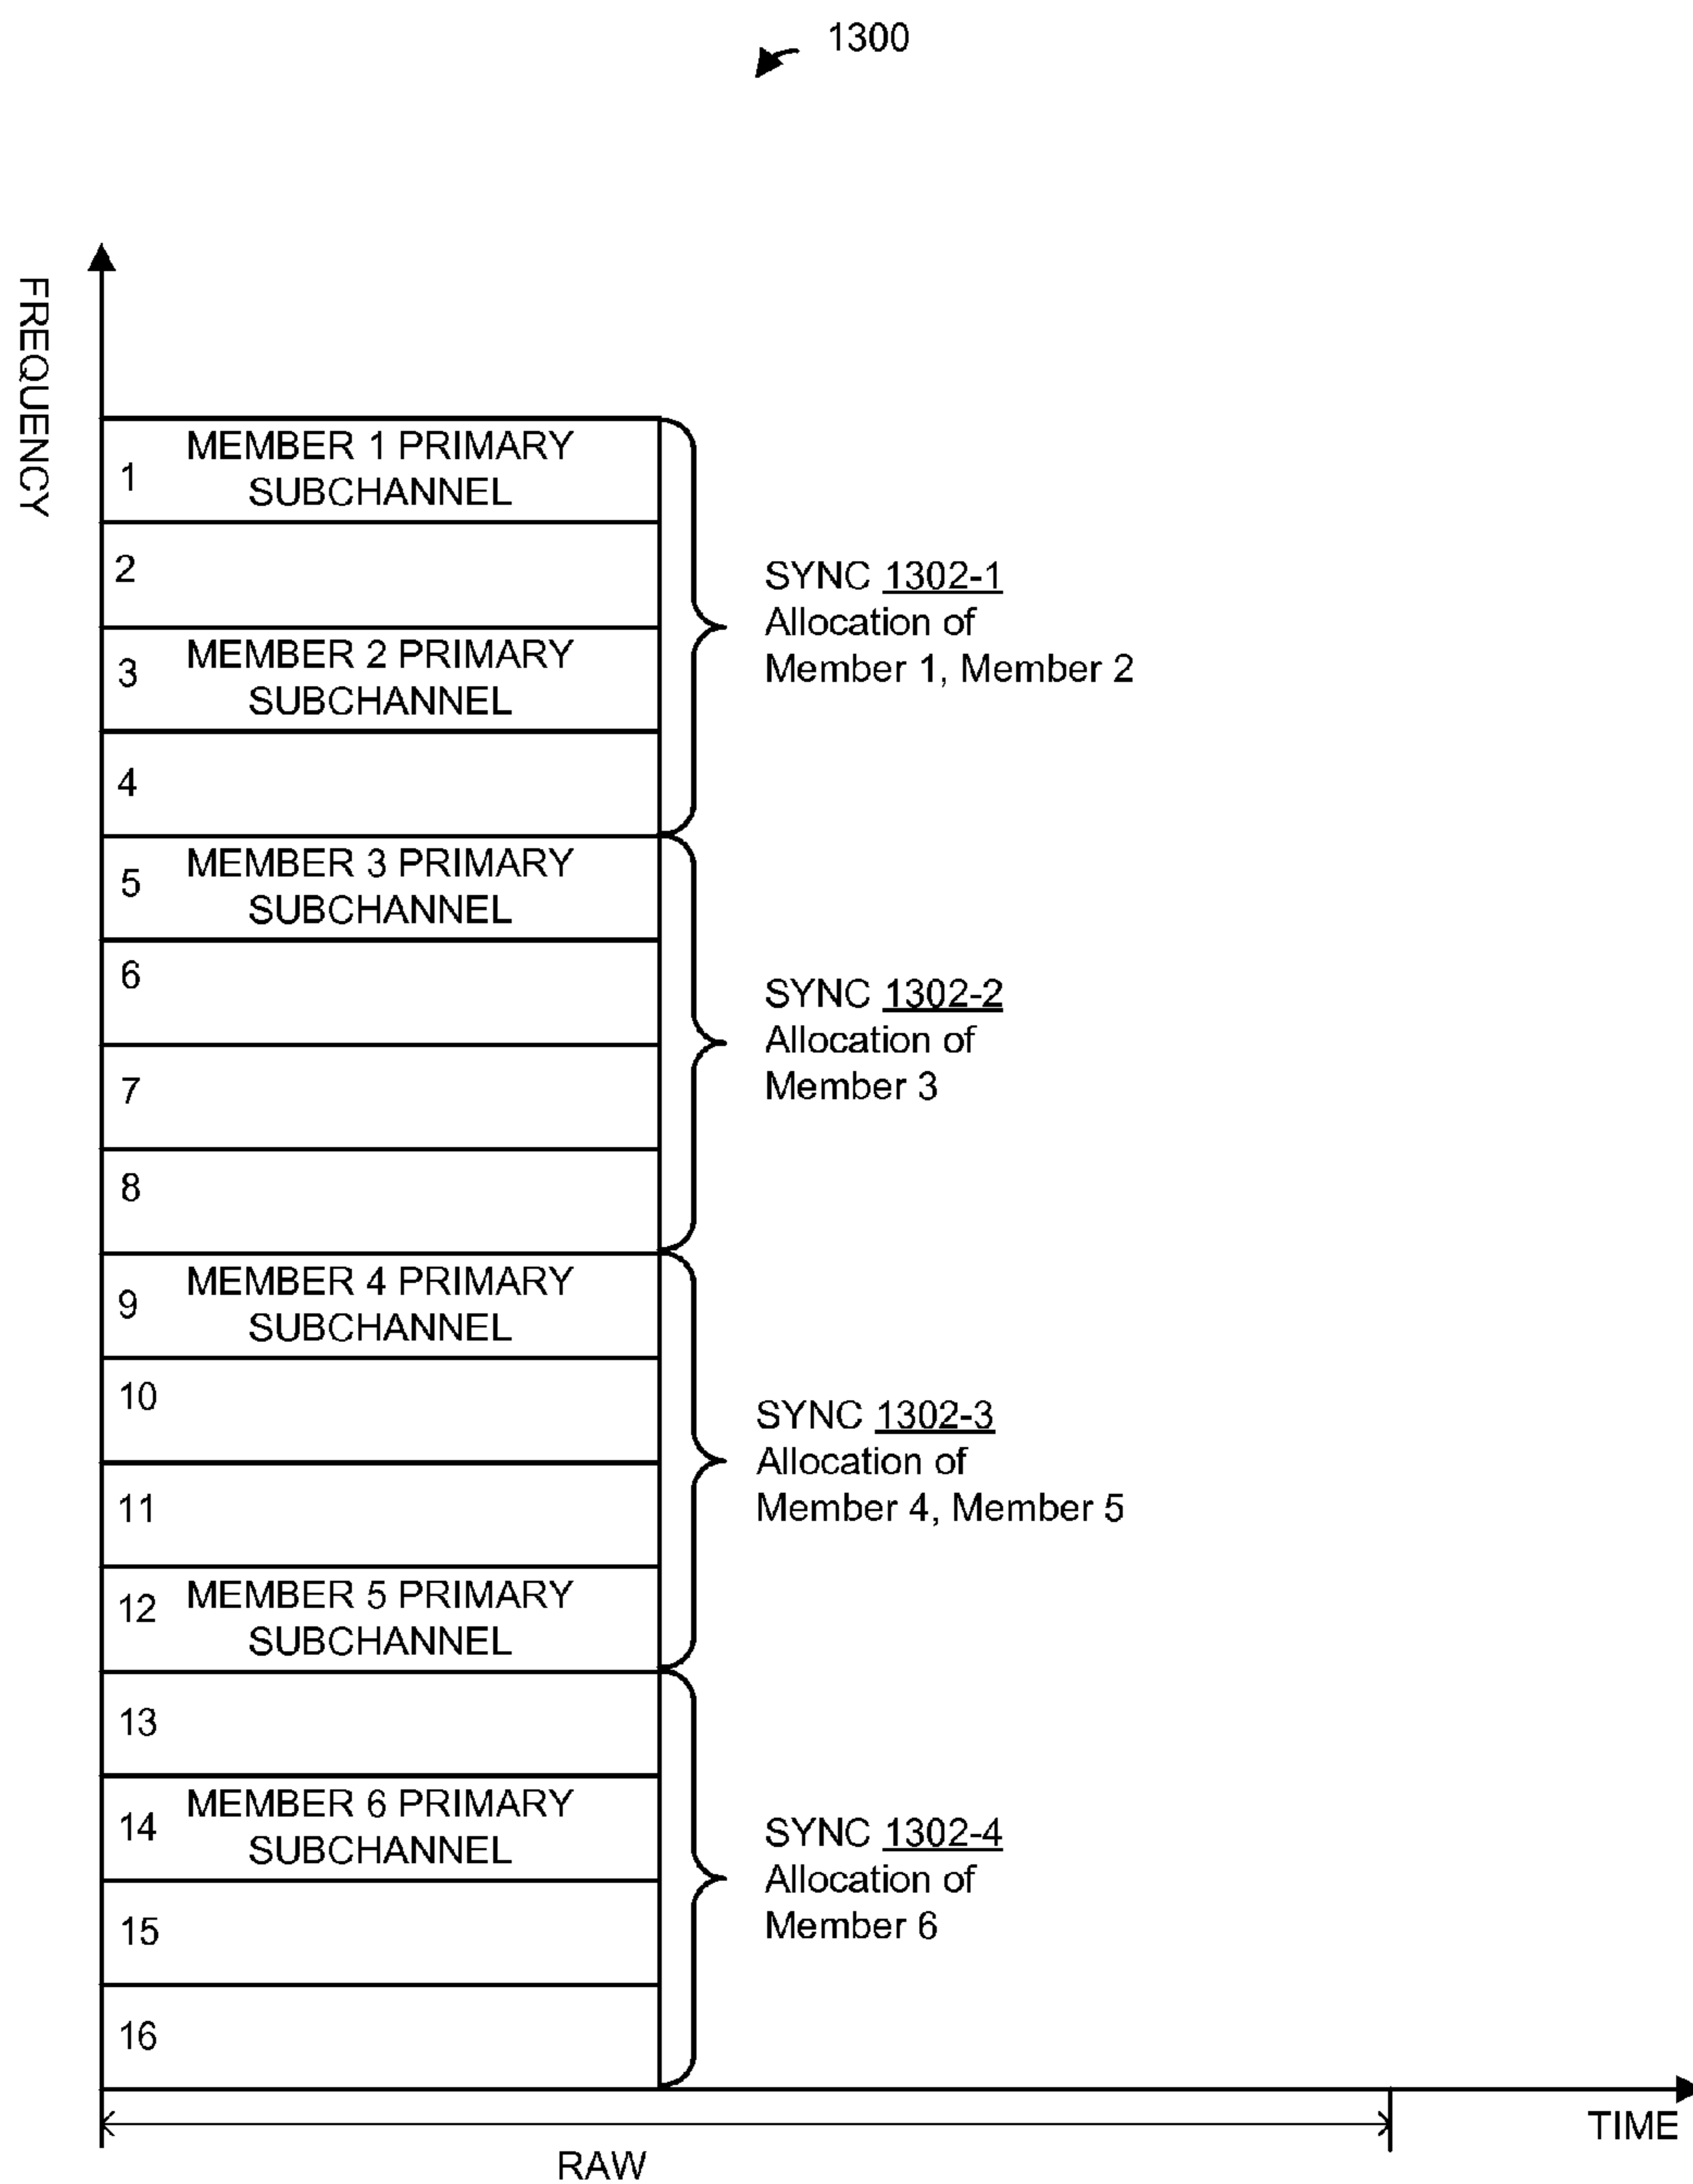 1300
FREQUENCY
1
MEMBER 1 PRIMARY
SUBCHANNEL
2
3
MEMBER 2 PRIMARY
SUBCHANNEL
4
SYNC 1302-1
Allocation of
Member 1, Member 2
5
MEMBER 3 PRIMARY
SUBCHANNEL
6
7
8
SYNC 1302-2
Allocation of
Member 3
9
MEMBER 4 PRIMARY
SUBCHANNEL
10
11
12
MEMBER 5 PRIMARY
SUBCHANNEL
SYNC 1302-3
Allocation of
Member 4, Member 5
13
14
MEMBER 6 PRIMARY
SUBCHANNEL
15
16
SYNC 1302-4
Allocation of
Member 6
TIME
RAW